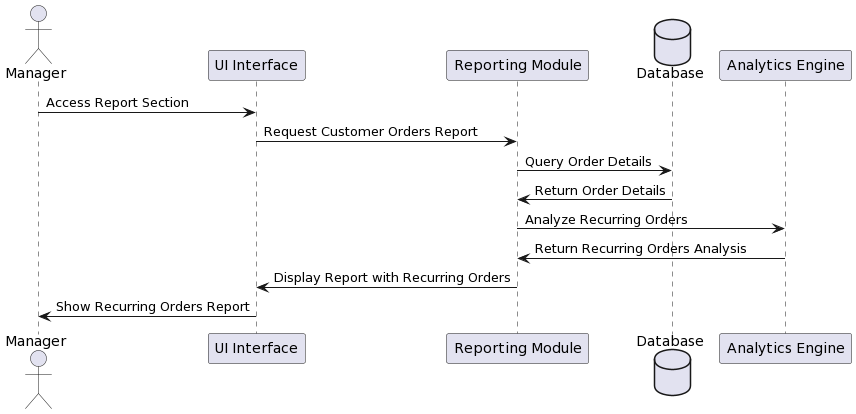 Manager
UI Interface
Reporting Module
Database
Analytics Engine
Access Report Section
Request Customer Orders Report
Query Order Details
Return Order Details
Analyze Recurring Orders
Return Recurring Orders Analysis
Display Report with Recurring Orders
Show Recurring Orders Report
Manager
UI Interface
Reporting Module
Database
Analytics Engine